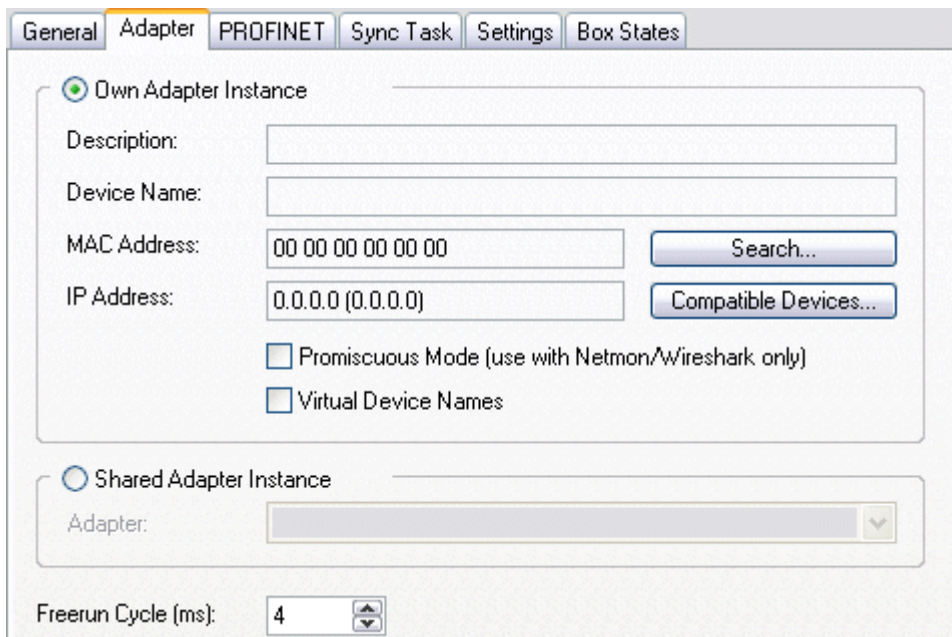 General Adapter PROFINET Sync Task Settings Box States
Own Adapter Instance
Description:
Device Name:
MAC Address: 00 00 00 00 00 00 Search...
IP Address: 0.0.0.0 (0.0.0.0) Compatible Devices...
Promiscuous Mode (use with Netmon/Wireshark only)
Virtual Device Names
Shared Adapter Instance
Adapter:
Freerun Cycle (ms): 4